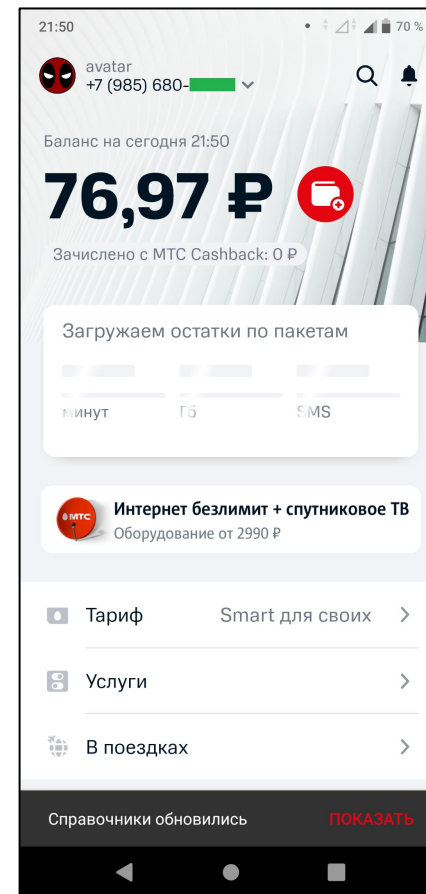 21:50
70 %
avatar
+7 (985) 680-
Баланс на сегодня 21:50
76,97 ₽
Зачислено с МТС Cashback: 0 ₽
Загружаем остатки по пакетам
минут Гб SMS
Интернет безлимит + спутниковое ТВ
МТС
Оборудование от 2990 ₽
Тариф Smart для своих
Услуги
В поездках
Справочники обновились ПОКАЗАТЬ